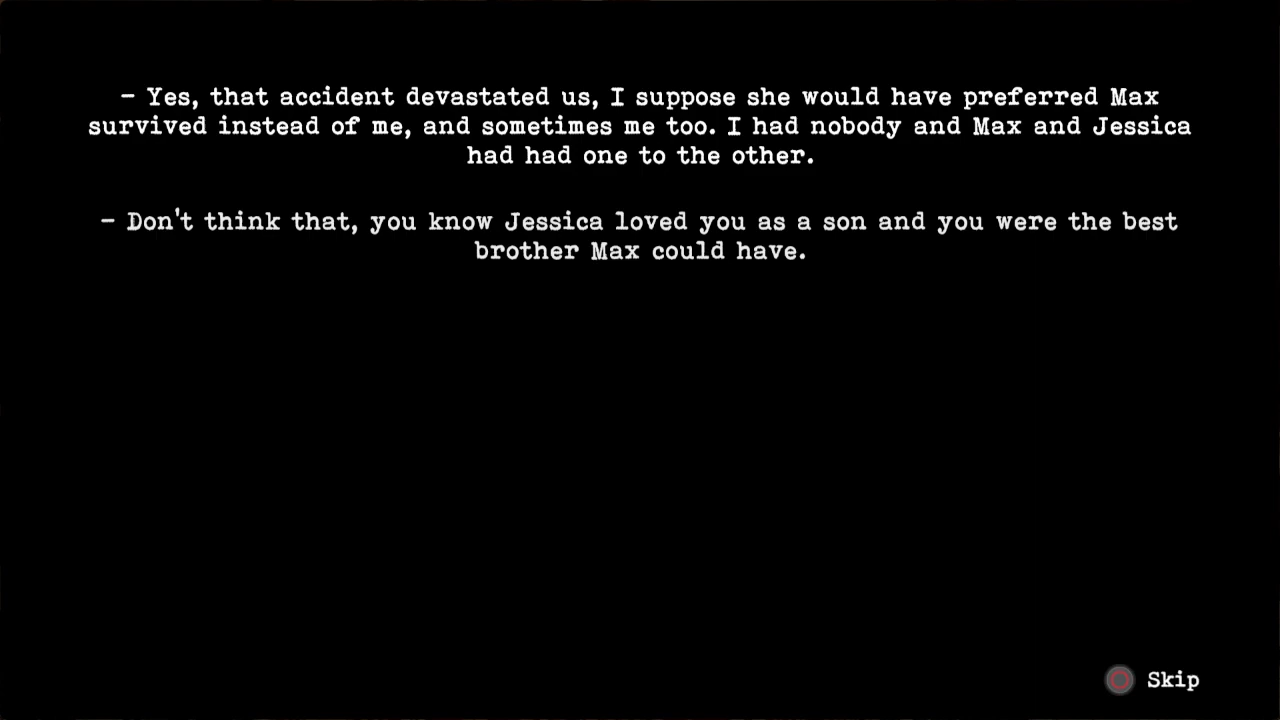 — Yes, that accident devastated us, I suppose she would have preferred Max
survived instead of me, and sometimes me too. I had nobody and Max and Jessica
had had one to the other.
— Don't think that, you know Jessica loved you as a son and you were the best
brother Max could have.
Skip